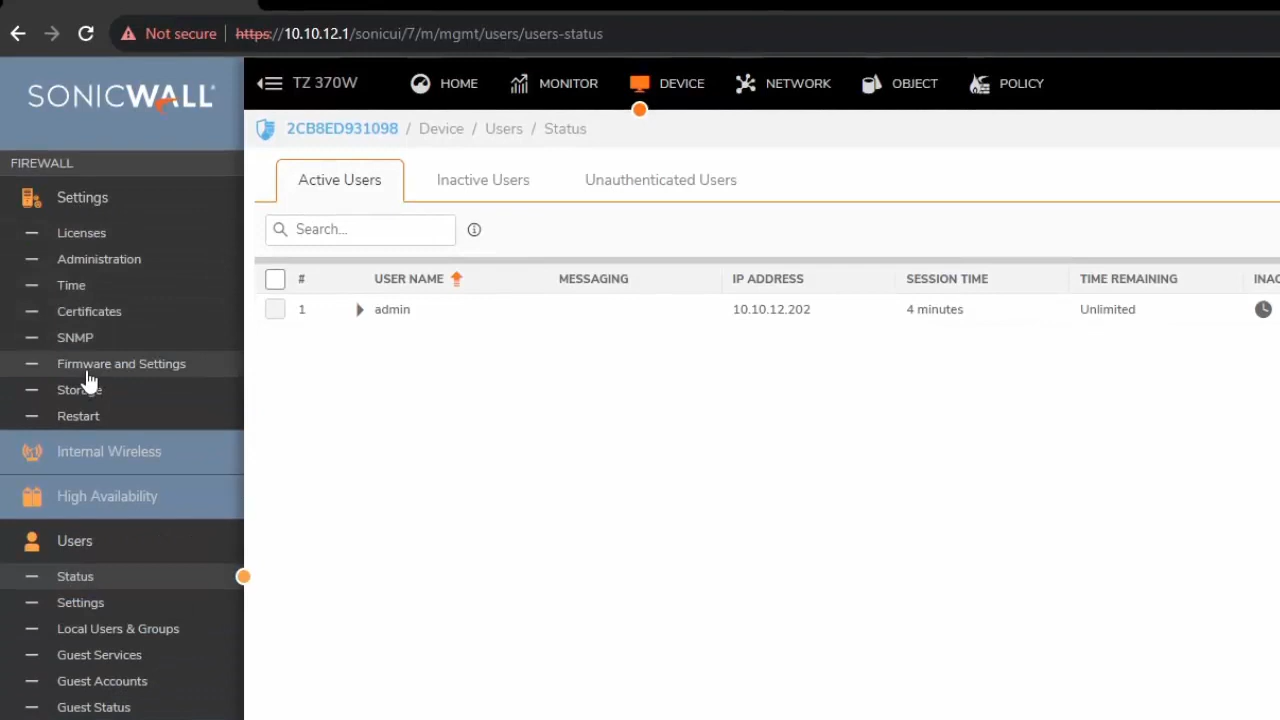 Not secure https://10.10.12.1/sonicui/7/m/mgmt/users/users-status
SONICWALL
TZ 370W HOME MONITOR DEVICE NETWORK OBJECT POLICY
2CB8ED931098 / Device / Users / Status
FIREWALL
Settings
Licenses
Administration
Time
Certificates
SNMP
Firmware and Settings
Storage
Restart
Internal Wireless
High Availability
Users
Status
Settings
Local Users & Groups
Guest Services
Guest Accounts
Guest Status
Active Users Inactive Users Unauthenticated Users
Search...
# USER NAME MESSAGING IP ADDRESS SESSION TIME TIME REMAINING INAC
1 admin 10.10.12.202 4 minutes Unlimited